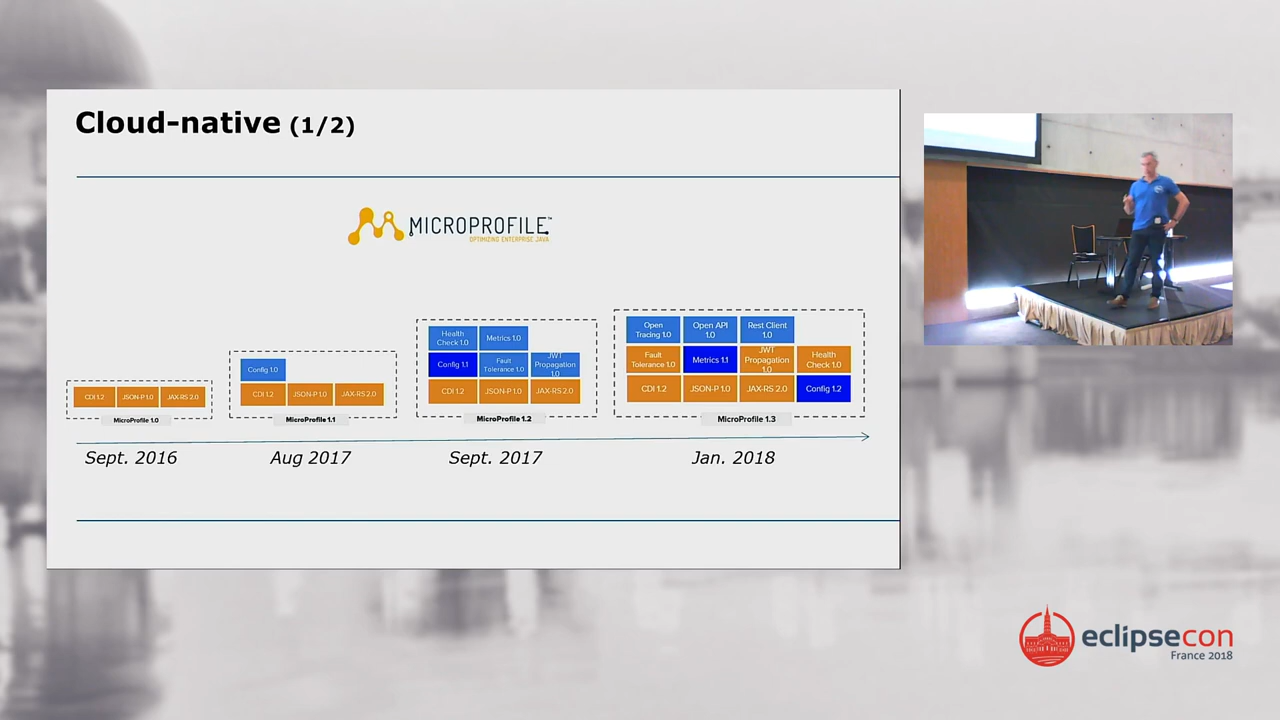 Cloud-native (1/2)
MICROPROFILE™
OPTIMIZING ENTERPRISE JAVA
CDI 1.2 JSON-P 1.0 JAX-RS 2.0
MicroProfile 1.0
Config 1.0
CDI 1.2 JSON-P 1.0 JAX-RS 2.0
MicroProfile 1.1
Health Check 1.0 Metrics 1.0
Config 1.1 Fault Tolerance 1.0 JWT Propagation 1.0
CDI 1.2 JSON-P 1.0 JAX-RS 2.0
MicroProfile 1.2
Open Tracing 1.0 Open API 1.0 Rest Client 1.0
Fault Tolerance 1.0 Metrics 1.1 JWT Propagation 1.0 Health Check 1.0
CDI 1.2 JSON-P 1.0 JAX-RS 2.0 Config 1.2
MicroProfile 1.3
Sept. 2016 Aug 2017 Sept. 2017 Jan. 2018
eclipsecon
France 2018